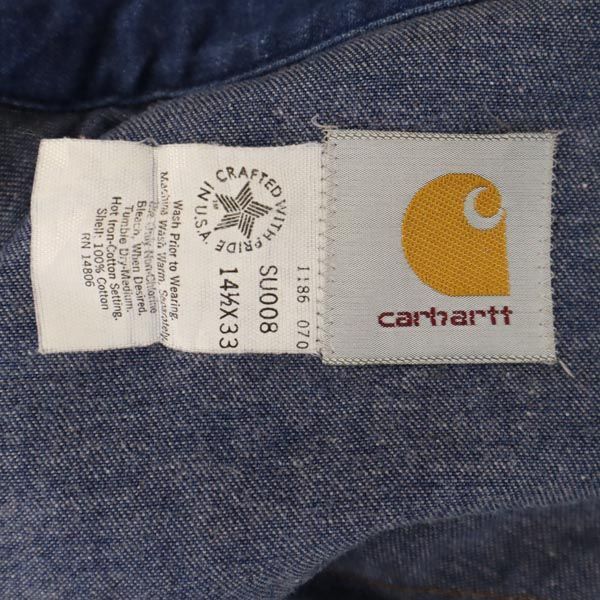 carhartt
CRAFTED WITH PRIDE IN U.S.A.
1186 070
SU008
14½X33
Wash Prior to Wearing.
Machine Wash Warm, Separately.
Use Only Non-Chlorine
Bleach, When Desired
Tumble Dry-Medium.
Hot Iron-Cotton Setting.
Shell: 100% Cotton
RN 14806